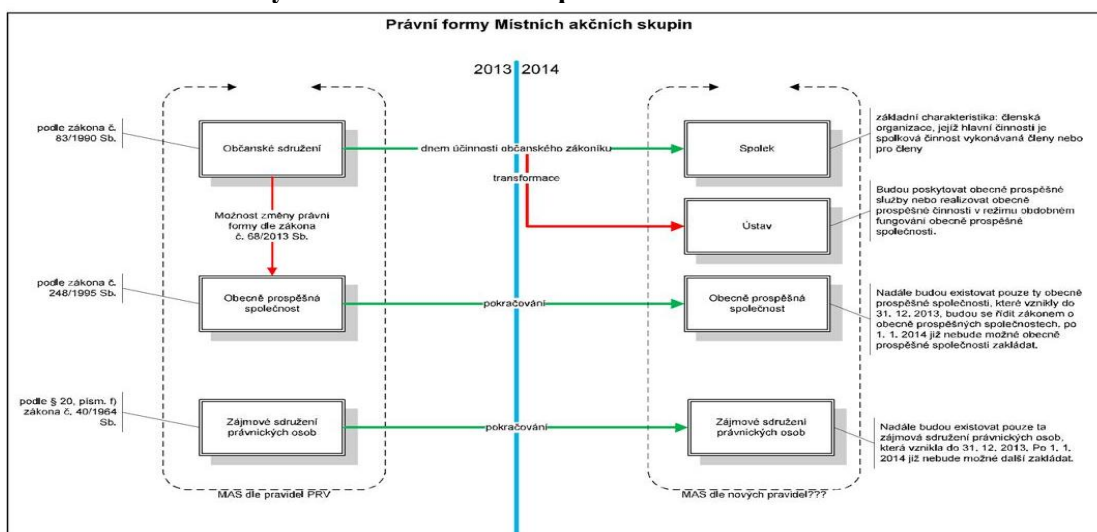 Právní formy Místních akčních skupin
2013 2014
podle zákona č.
83/1990 Sb.
Občanské sdružení
dnem účinnosti občanského zákoníku
transformace
Spolek
základní charakteristika: členská
organizace, jejíž hlavní činnosti je
spolková činnost vykonávaná členy nebo
pro členy
Možnost změny právní
formy dle zákona
č. 68/2013 Sb.
Ústav
Budou poskytovat obecně prospěšné
služby nebo realizovat obecně
prospěšné činnosti v režimu obdobném
fungování obecně prospěšné
společnosti.
podle zákona č.
248/1995 Sb.
Obecně prospěšná
společnost
pokračování
Obecně prospěšná
společnost
Nadále budou existovat pouze ty obecně
prospěšné společnosti, které vznikly do
31. 12. 2013, budou se řídit zákonem o
obecně prospěšných společnostech, po
1. 1. 2014 již nebude možné obecně
prospěšné společnosti zakládat.
podle § 20, písm. f)
zákona č. 40/1964
Sb.
Zájmové sdružení
právnických osob
pokračování
Zájmové sdružení
právnických osob
Nadále budou existovat pouze ta
zájmová sdružení právnických osob,
která vznikla do 31. 12. 2013. Po 1. 1.
2014 již nebude možné další zakládat.
MAS dle pravidel PRV
MAS dle nových pravidel???